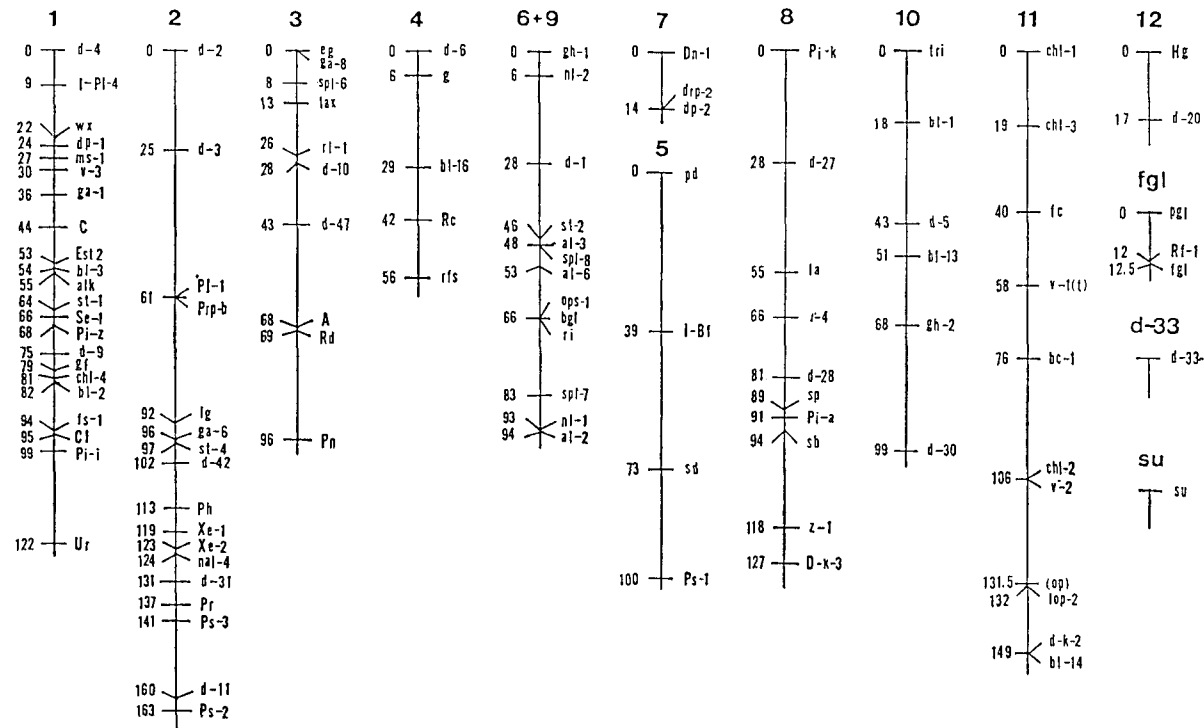 1
0 d-4
9 I-Pl-4
22 wx
24 dp-1
27 ms-1
30 v-3
36 ga-1
44 C
53 Est2
54 bl-3
55 alk
64 st-1
66 Se-1
68 Pi-z
75 d-9
79 gf
81 chl-4
82 bl-2
94 fs-1
95 Cl
99 Pi-i
122 Ur
2
0 d-2
25 d-3
61 Pl-1
Prp-b
92 lg
96 ga-6
97 st-4
102 d-42
113 Ph
119 Xe-1
123 Xe-2
124 nal-4
131 d-31
137 Pr
141 Ps-3
160 d-11
163 Ps-2
3
0 eg
ga-8
8 spl-6
13 lax
26 rl-1
28 d-10
43 d-47
68 A
69 Rd
96 Pn
4
0 d-6
6 g
29 bl-16
42 Rc
56 rfs
6+9
0 gh-1
6 nl-2
28 d-1
46 st-2
48 al-3
spl-8
53 al-6
ops-1
66 bgl
ri
83 spl-7
93 nl-1
94 al-2
7
0 Dn-1
drp-2
14 dp-2
5
0 pd
39 I-Bf
73 sd
100 Ps-1
8
0 Pi-k
28 d-27
55 la
66 r-4
81 d-28
89 sp
91 Pi-a
94 sb
118 z-1
127 D-k-3
10
0 tri
18 bl-1
43 d-5
51 bl-13
68 gh-2
99 d-30
11
0 chl-1
19 chl-3
40 fc
58 v-1(t)
76 bc-1
106 chl-2
v-2
131.5 (op)
132 lop-2
149 d-k-2
bl-14
12
0 Hg
17 d-20
fgl
0 pgl
12 Rf-1
12.5 fgl
d-33
d-33
su
su